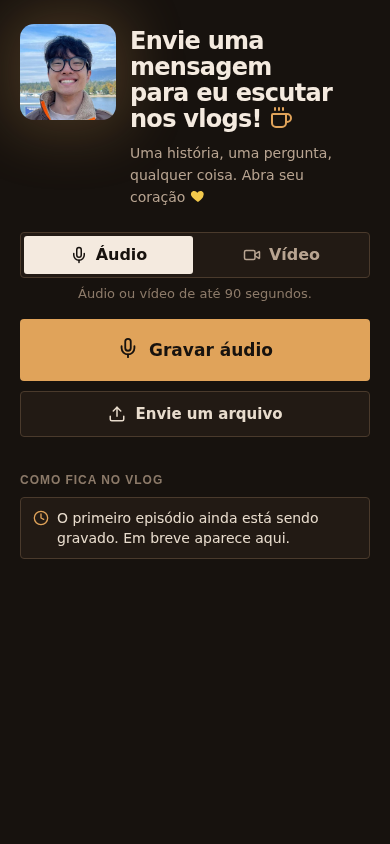 Envie uma
mensagem
para eu escutar
nos vlogs!
Uma história, uma pergunta,
qualquer coisa. Abra seu
coração 💛
Áudio
Vídeo
Áudio ou vídeo de até 90 segundos.
Gravar áudio
Envie um arquivo
COMO FICA NO VLOG
O primeiro episódio ainda está sendo
gravado. Em breve aparece aqui.